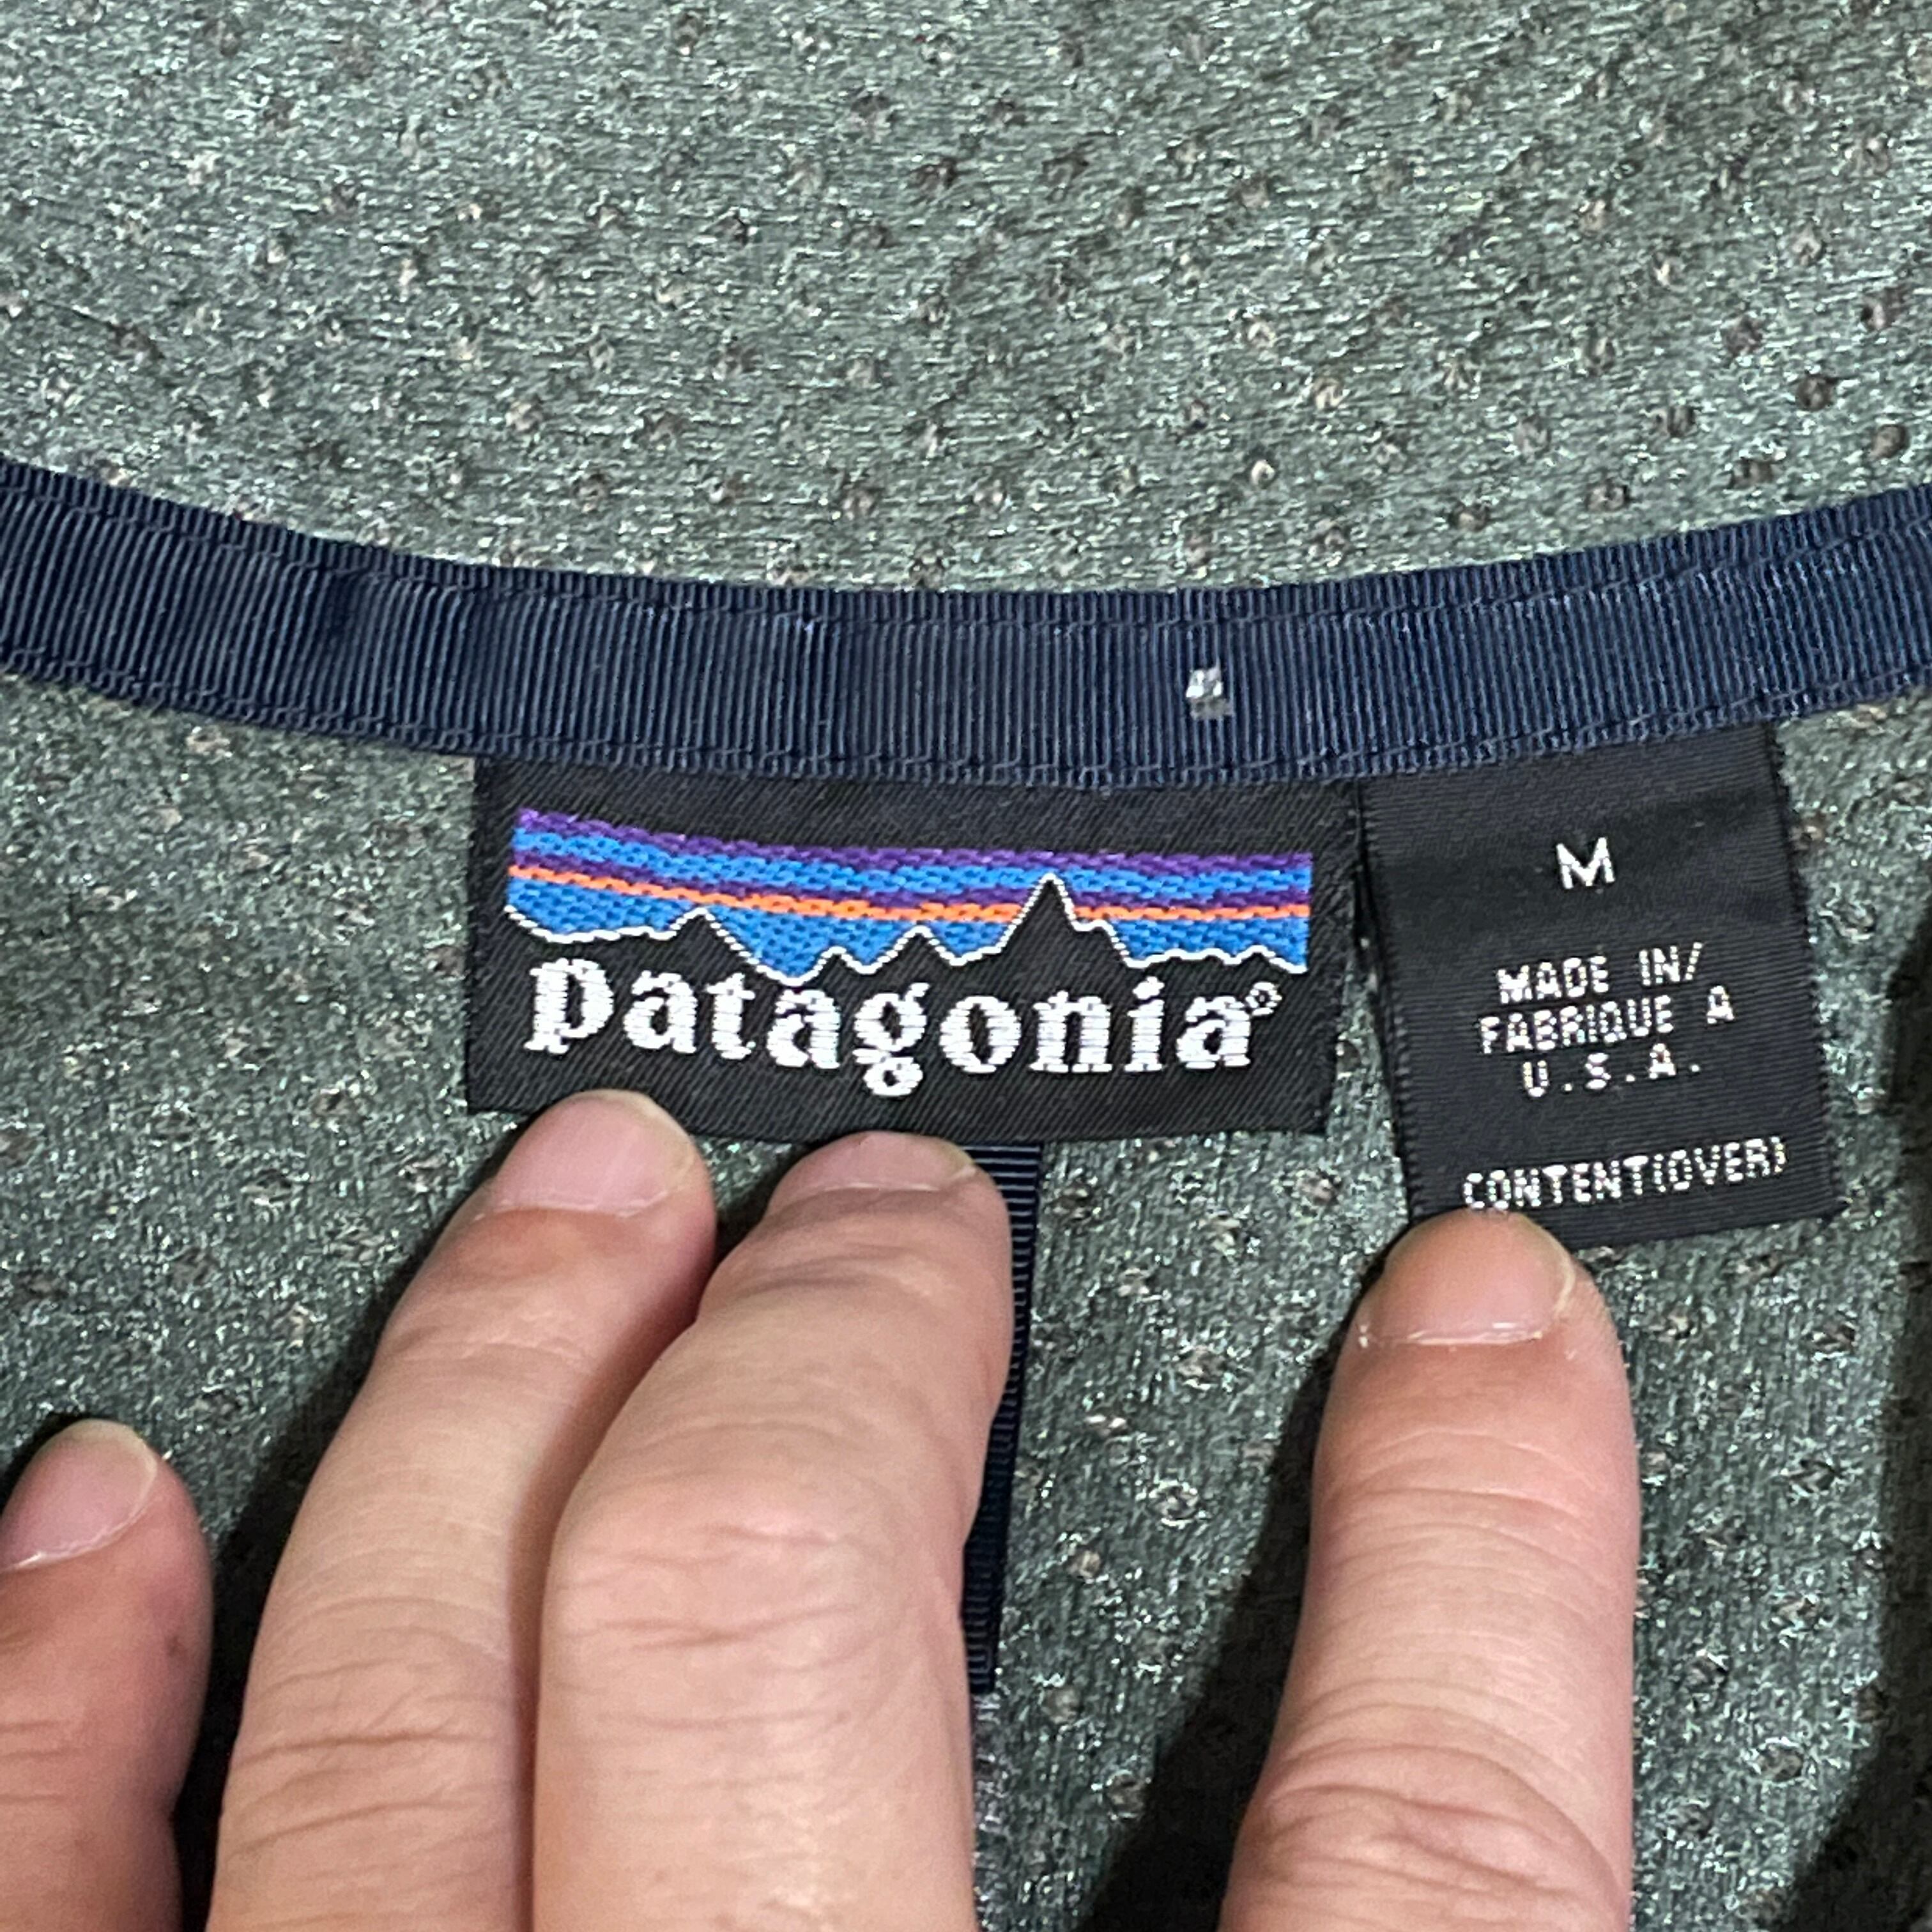 patagonia®
M
MADE IN/
FABRIQUE A
U.S.A.
CONTENT(OVER)